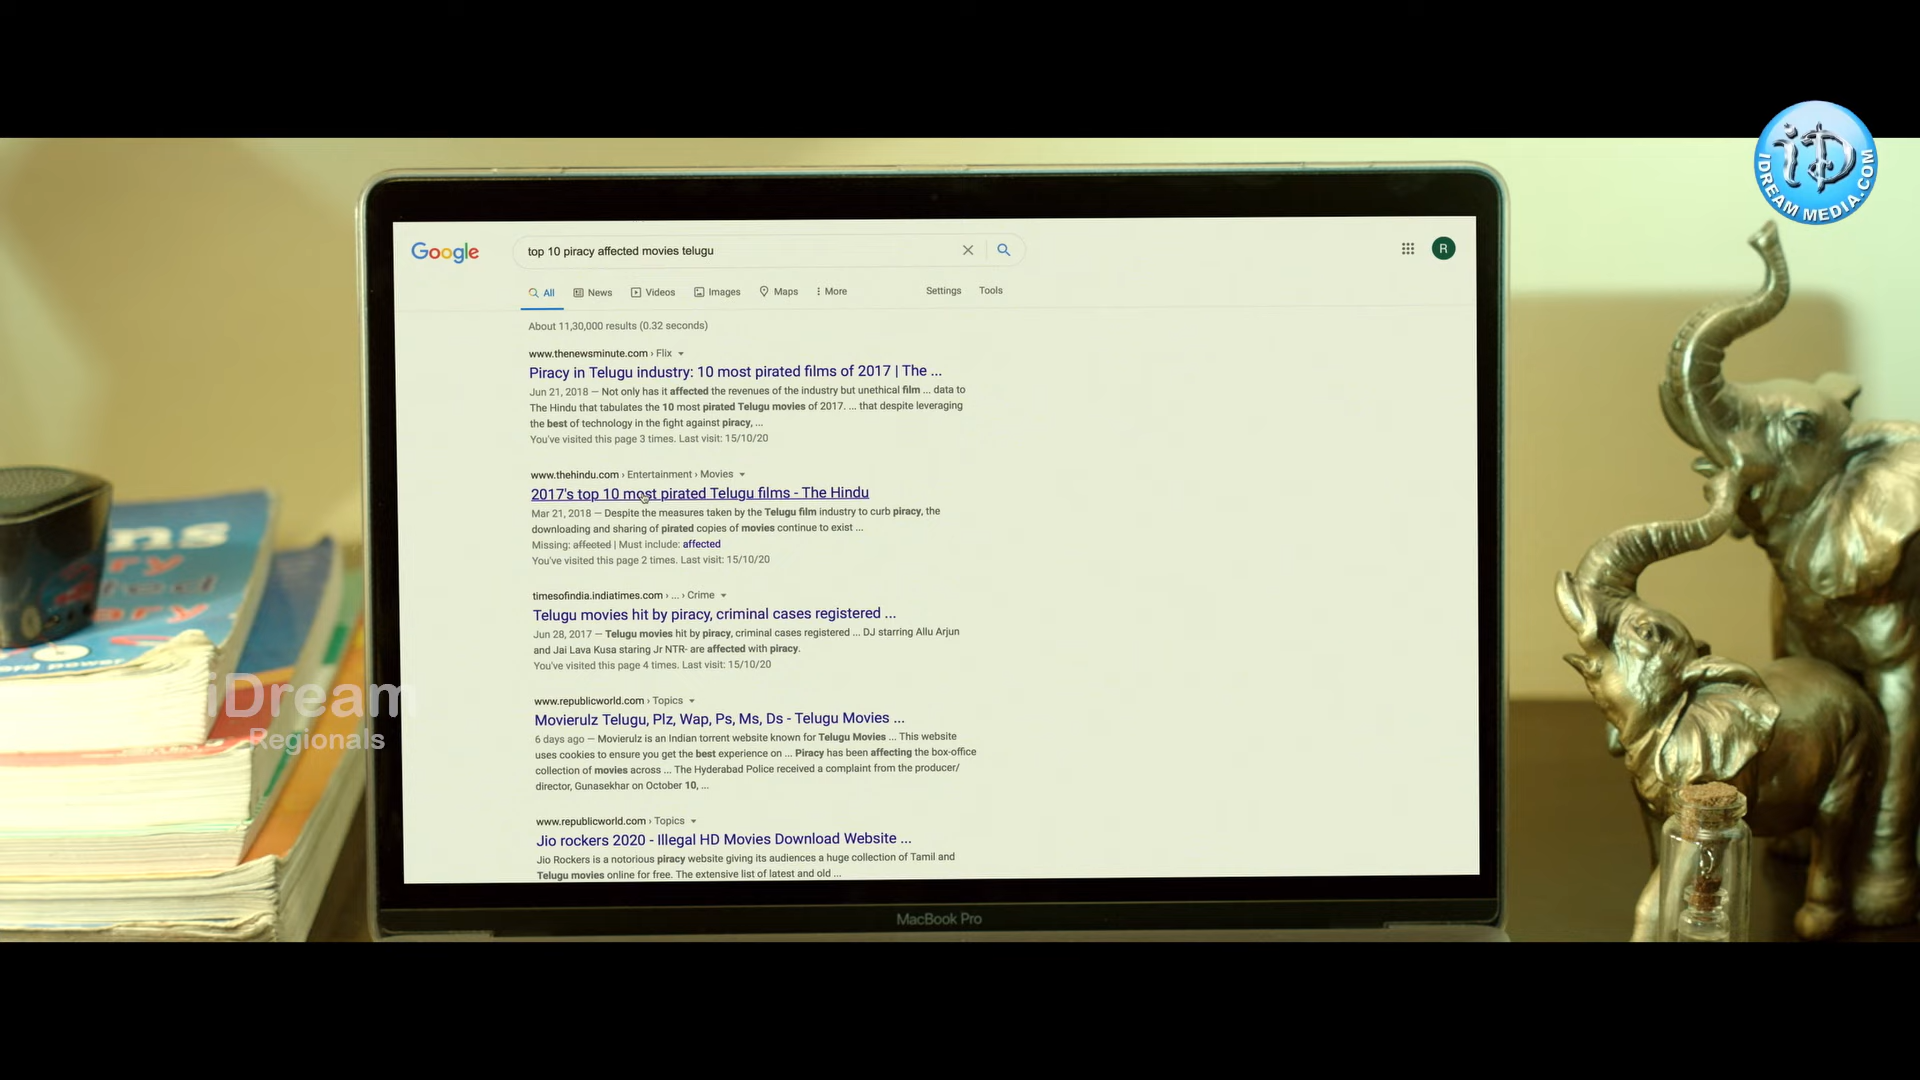 iD
IDREAM MEDIA.COM
Google
top 10 piracy affected movies telugu
R
All News Videos Images Maps More Settings Tools
About 11,30,000 results (0.32 seconds)
www.thenewsminute.com › Flix
Piracy in Telugu industry: 10 most pirated films of 2017 | The ...
Jun 21, 2018 — Not only has it affected the revenues of the industry but unethical film ... data to
The Hindu that tabulates the 10 most pirated Telugu movies of 2017. ... that despite leveraging
the best of technology in the fight against piracy, ...
You've visited this page 3 times. Last visit: 15/10/20
www.thehindu.com › Entertainment › Movies
2017's top 10 most pirated Telugu films - The Hindu
Mar 21, 2018 — Despite the measures taken by the Telugu film industry to curb piracy, the
downloading and sharing of pirated copies of movies continue to exist ...
Missing: affected | Must include: affected
You've visited this page 2 times. Last visit: 15/10/20
timesofindia.indiatimes.com › ... › Crime
Telugu movies hit by piracy, criminal cases registered ...
Jun 28, 2017 — Telugu movies hit by piracy, criminal cases registered ... DJ starring Allu Arjun
and Jai Lava Kusa staring Jr NTR- are affected with piracy.
You've visited this page 4 times. Last visit: 15/10/20
www.republicworld.com › Topics
Movierulz Telugu, Plz, Wap, Ps, Ms, Ds - Telugu Movies ...
6 days ago — Movierulz is an Indian torrent website known for Telugu Movies ... This website
uses cookies to ensure you get the best experience on ... Piracy has been affecting the box-office
collection of movies across ... The Hyderabad Police received a complaint from the producer/
director, Gunasekhar on October 10, ...
www.republicworld.com › Topics
Jio rockers 2020 - Illegal HD Movies Download Website ...
Jio Rockers is a notorious piracy website giving its audiences a huge collection of Tamil and
Telugu movies online for free. The extensive list of latest and old ...
MacBook Pro
iDream
Regionals